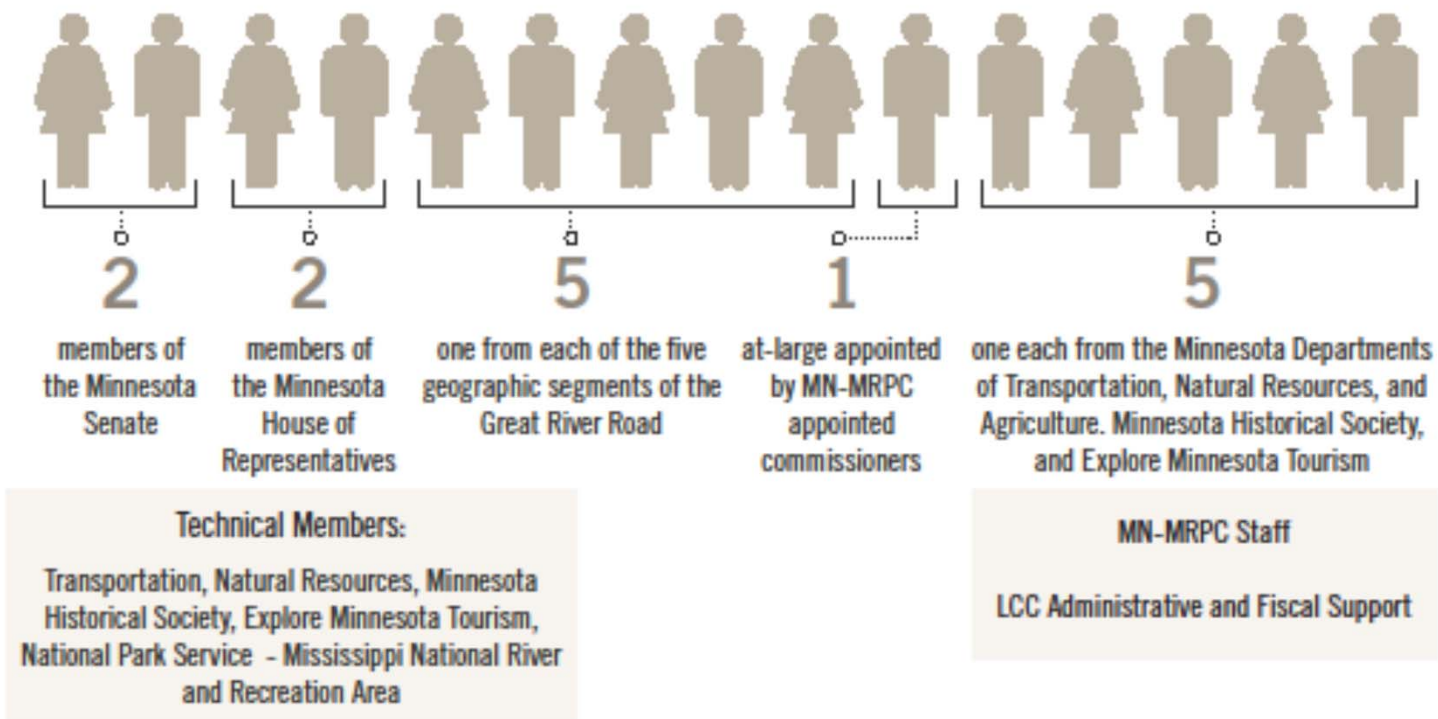 2
members of
the Minnesota
Senate
2
members of
the Minnesota
House of
Representatives
5
one from each of the five
geographic segments of the
Great River Road
1
at-large appointed
by MN-MRPC
appointed
commissioners
5
one each from the Minnesota Departments
of Transportation, Natural Resources, and
Agriculture. Minnesota Historical Society,
and Explore Minnesota Tourism
Technical Members:
Transportation, Natural Resources, Minnesota
Historical Society, Explore Minnesota Tourism,
National Park Service - Mississippi National River
and Recreation Area
MN-MRPC Staff
LCC Administrative and Fiscal Support